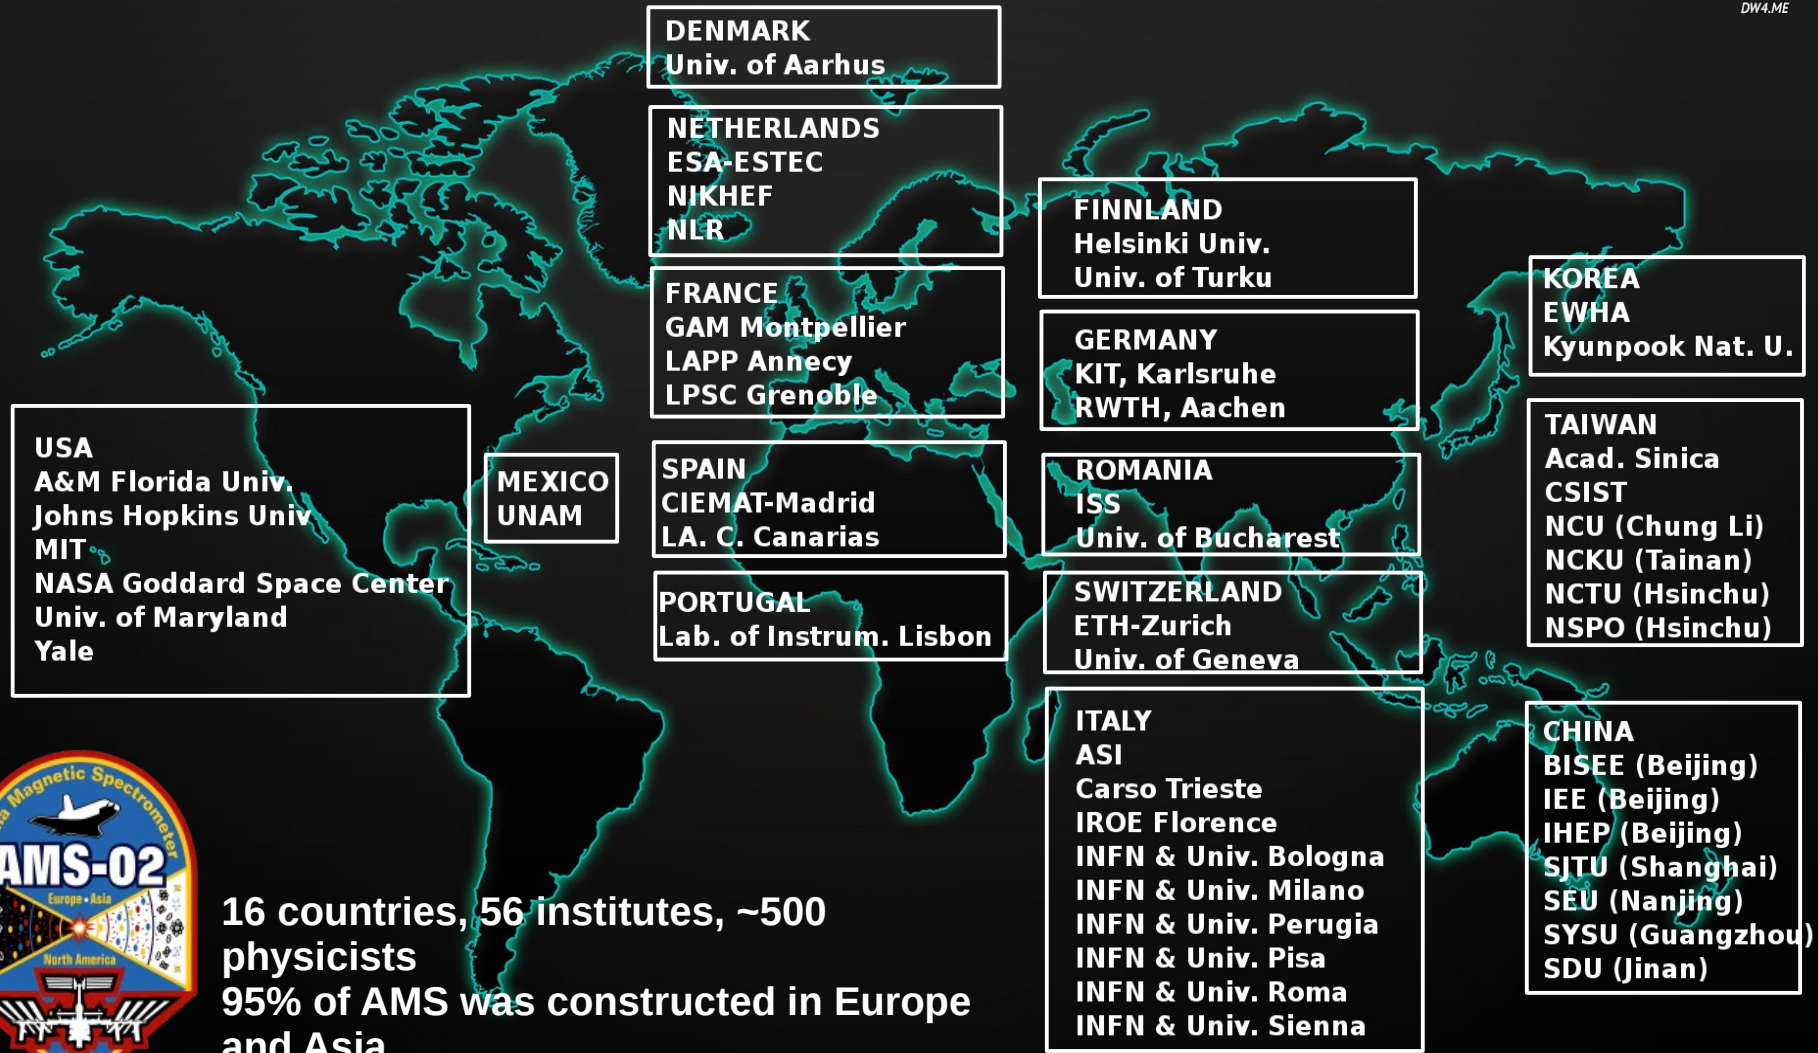 DW4.ME
DENMARK
Univ. of Aarhus
NETHERLANDS
ESA-ESTEC
NIKHEF
NLR
FINNLAND
Helsinki Univ.
Univ. of Turku
KOREA
EWHA
Kyunpook Nat. U.
FRANCE
GAM Montpellier
LAPP Annecy
LPSC Grenoble
GERMANY
KIT, Karlsruhe
RWTH, Aachen
USA
A&M Florida Univ.
Johns Hopkins Univ
MIT
NASA Goddard Space Center
Univ. of Maryland
Yale
MEXICO
UNAM
SPAIN
CIEMAT-Madrid
LA. C. Canarias
ROMANIA
ISS
Univ. of Bucharest
TAIWAN
Acad. Sinica
CSIST
NCU (Chung Li)
NCKU (Tainan)
NCTU (Hsinchu)
NSPO (Hsinchu)
PORTUGAL
Lab. of Instrum. Lisbon
SWITZERLAND
ETH-Zurich
Univ. of Geneva
ITALY
ASI
Carso Trieste
IROE Florence
INFN & Univ. Bologna
INFN & Univ. Milano
INFN & Univ. Perugia
INFN & Univ. Pisa
INFN & Univ. Roma
INFN & Univ. Sienna
CHINA
BISEE (Beijing)
IEE (Beijing)
IHEP (Beijing)
SJTU (Shanghai)
SEU (Nanjing)
SYSU (Guangzhou)
SDU (Jinan)
Magnetic Spectrometer
AMS-02
Europe • Asia
North America
16 countries, 56 institutes, ~500
physicists
95% of AMS was constructed in Europe
and Asia